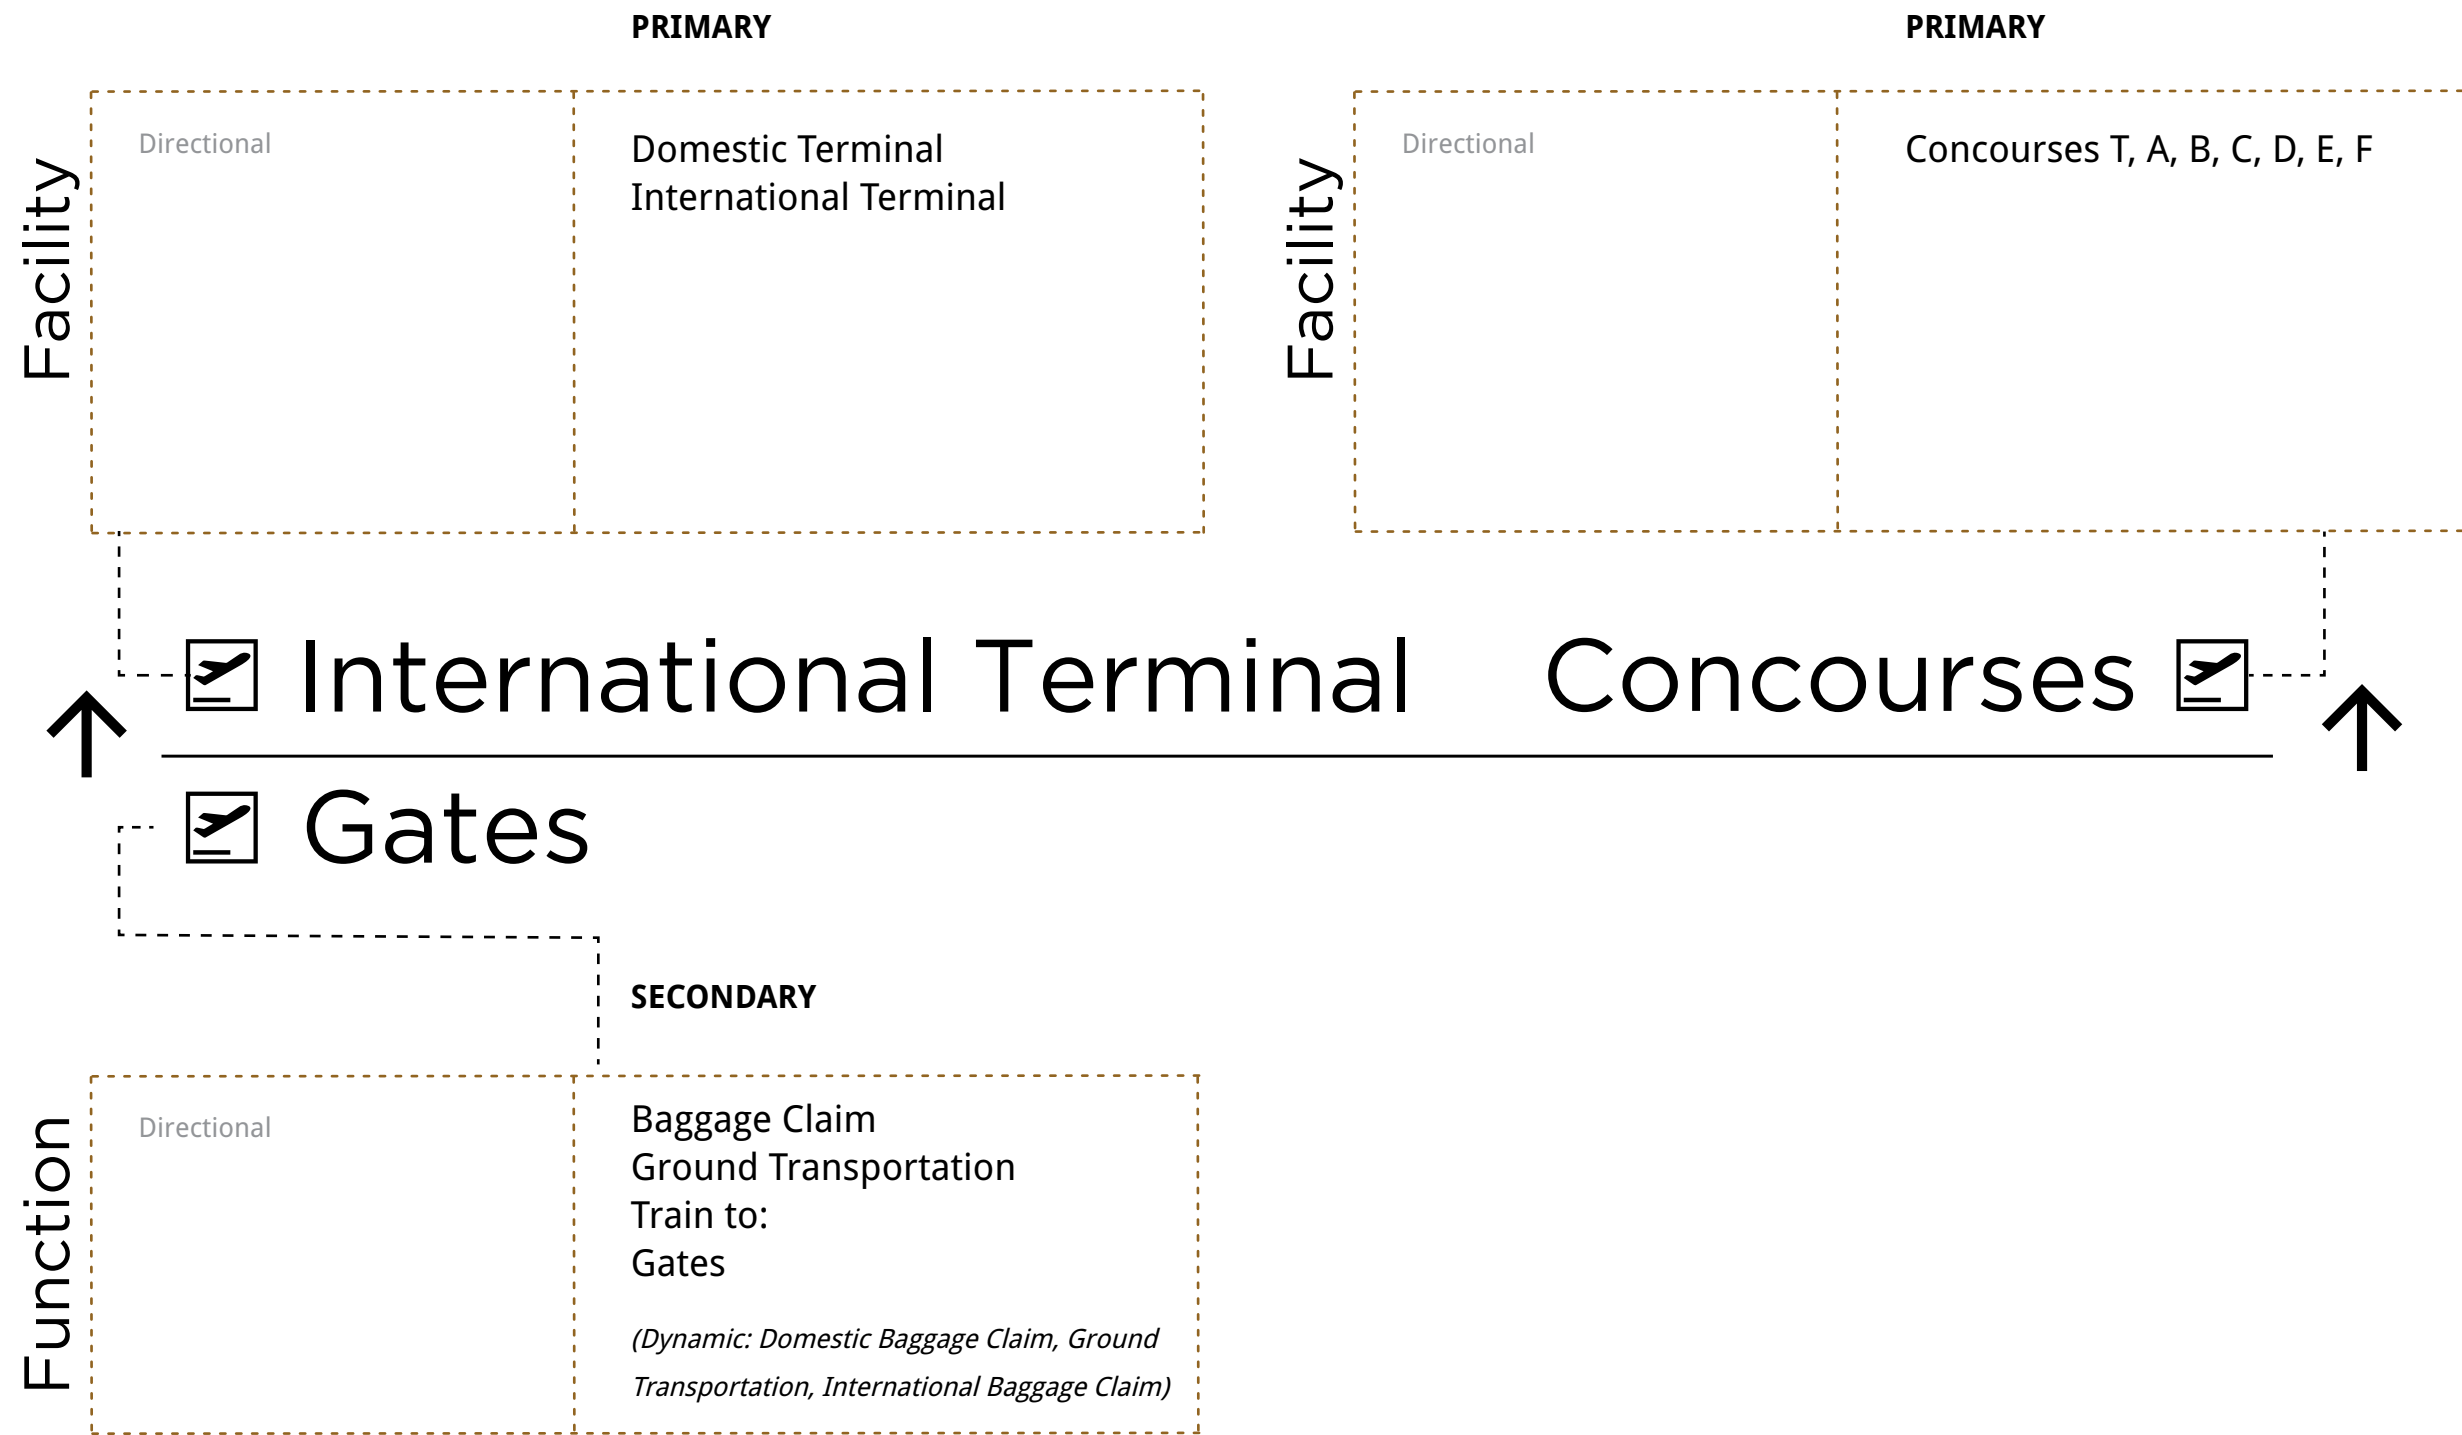 PRIMARY
PRIMARY
Facility
Directional
Domestic Terminal
International Terminal
Facility
Directional
Concourses T, A, B, C, D, E, F
International Terminal
Concourses
Gates
SECONDARY
Function
Directional
Baggage Claim
Ground Transportation
Train to:
Gates
(Dynamic: Domestic Baggage Claim, Ground
Transportation, International Baggage Claim)